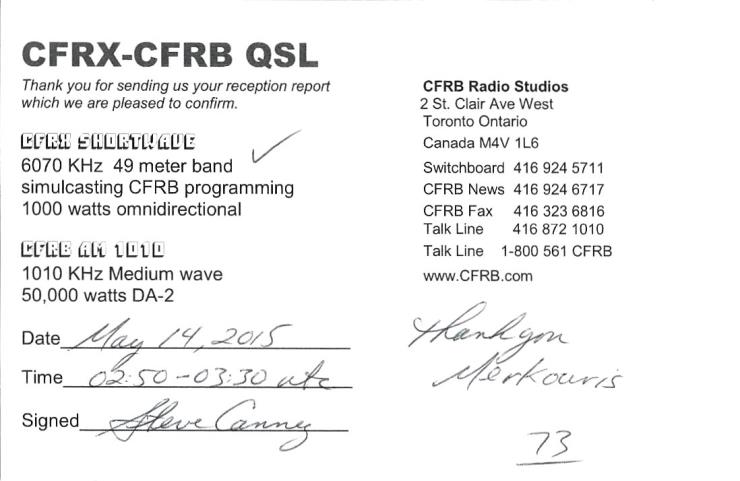 CFRX-CFRB QSL
Thank you for sending us your reception report
which we are pleased to confirm.
CFRX SHORTWAVE
6070 KHz 49 meter band
simulcasting CFRB programming
1000 watts omnidirectional
CFRB AM 1010
1010 KHz Medium wave
50,000 watts DA-2
Date May 14, 2015
Time 02:50-03:30 utc
Signed Steve Canney
CFRB Radio Studios
2 St. Clair Ave West
Toronto Ontario
Canada M4V 1L6
Switchboard 416 924 5711
CFRB News 416 924 6717
CFRB Fax 416 323 6816
Talk Line 416 872 1010
Talk Line 1-800 561 CFRB
www.CFRB.com
Thank you
Merkouris
73